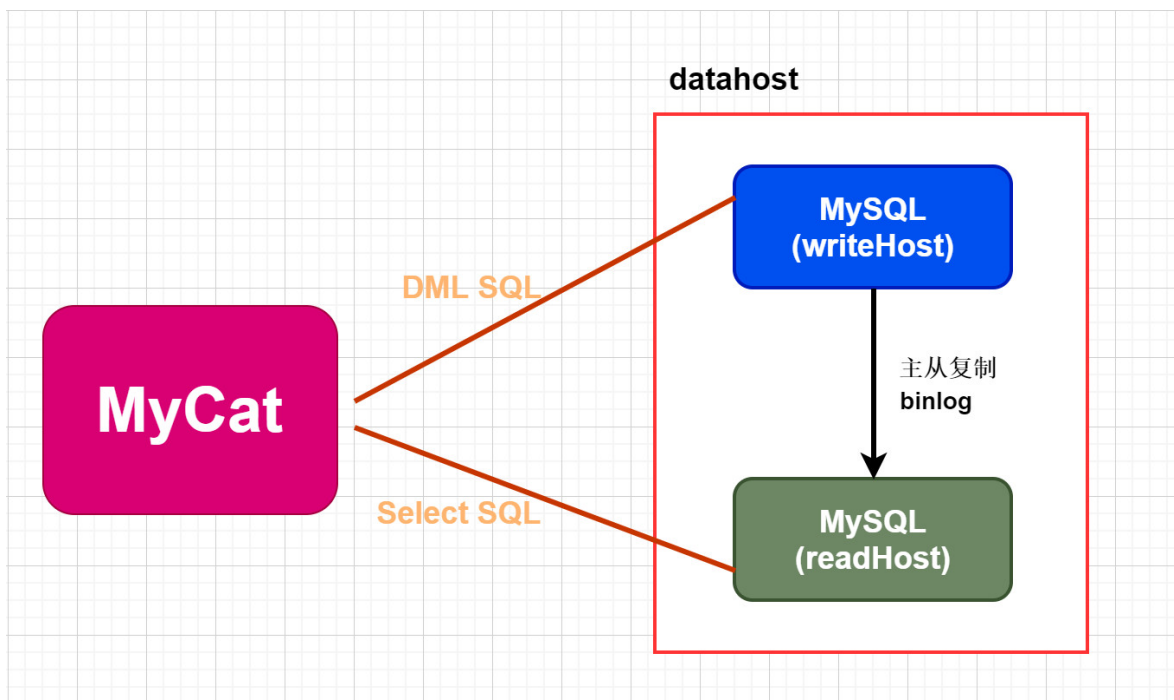 datahost
MySQL
(writeHost)
DML SQL
MyCat
主从复制
binlog
Select SQL
MySQL
(readHost)